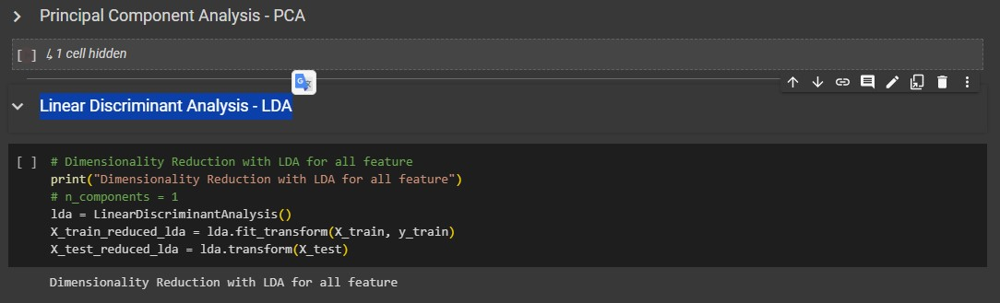 Principal Component Analysis - PCA
[ ] ↳ 1 cell hidden
Linear Discriminant Analysis - LDA
[ ] # Dimensionality Reduction with LDA for all feature
print("Dimensionality Reduction with LDA for all feature")
# n_components = 1
lda = LinearDiscriminantAnalysis()
X_train_reduced_lda = lda.fit_transform(X_train, y_train)
X_test_reduced_lda = lda.transform(X_test)
Dimensionality Reduction with LDA for all feature